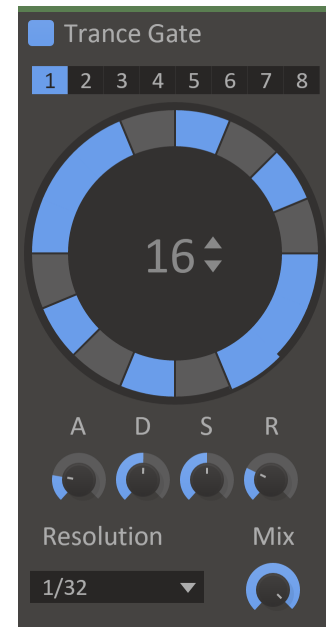 Trance Gate
1 2 3 4 5 6 7 8
16
A D S R
Resolution Mix
1/32